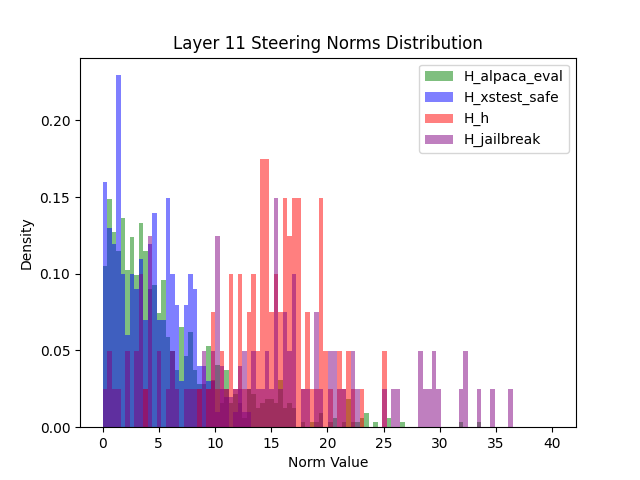 Layer 11 Steering Norms Distribution
H_alpaca_eval
H_xstest_safe
H_h
H_jailbreak
Density
0.20
0.15
0.10
0.05
0.00
0 5 10 15 20 25 30 35 40
Norm Value